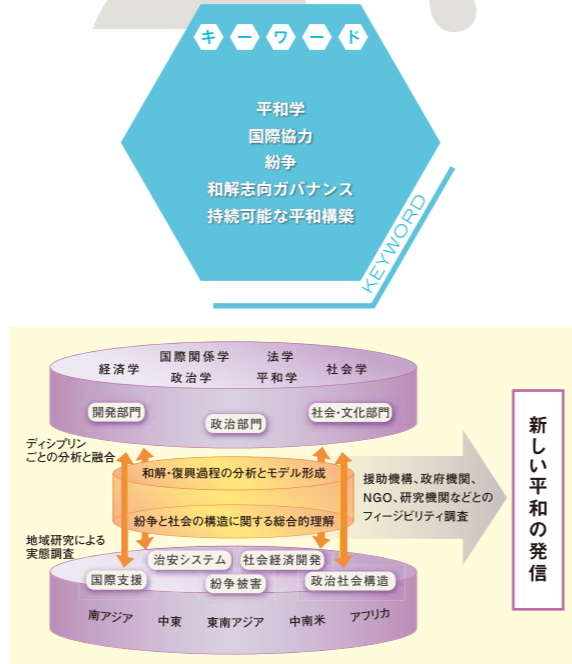 キーワード
平和学
国際協力
紛争
和解志向ガバナンス
持続可能な平和構築
KEYWORD
国際関係学
法学
経済学
政治学
平和学
社会学
開発部門
政治部門
社会・文化部門
ディシプリン
ごとの分析と融合
和解・復興過程の分析とモデル形成
紛争と社会の構造に関する総合的理解
援助機構、政府機関、
NGO、研究機関などとの
フィージビリティ調査
新しい平和の発信
地域研究による
実態調査
治安システム
社会経済開発
国際支援
紛争被害
政治社会構造
南アジア
中東
東南アジア
中南米
アフリカ